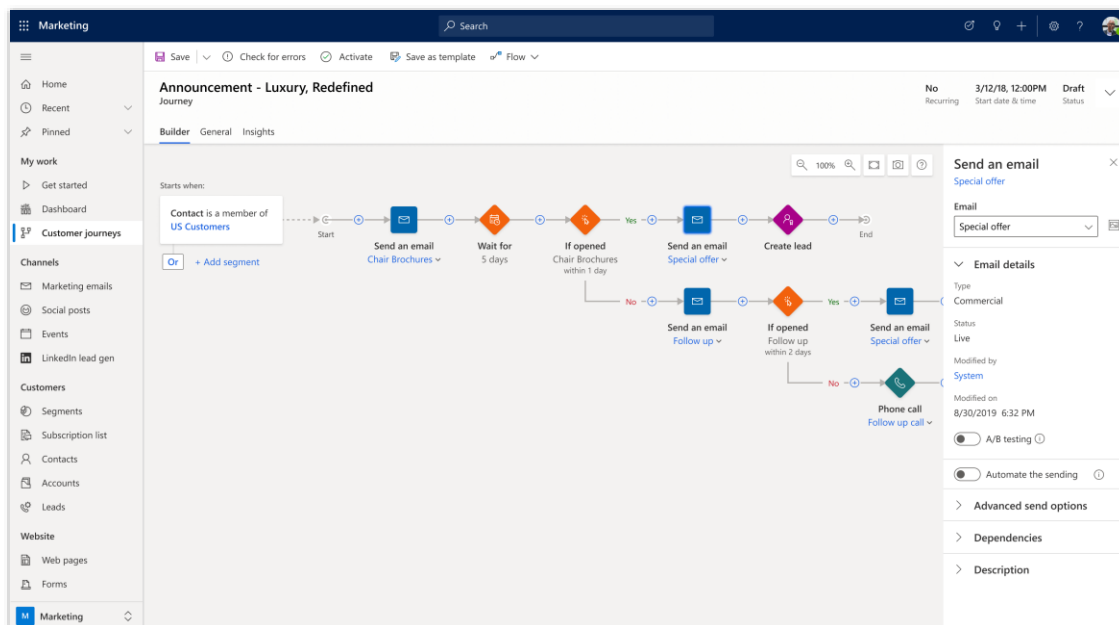 Marketing
Search
Save
Check for errors
Activate
Save as template
Flow
Home
Recent
Pinned
My work
Get started
Dashboard
Customer journeys
Channels
Marketing emails
Social posts
Events
LinkedIn lead gen
Customers
Segments
Subscription list
Contacts
Accounts
Leads
Website
Web pages
Forms
M Marketing
Announcement - Luxury, Redefined
Journey
No
Recurring
3/12/18, 12:00PM
Start date & time
Draft
Status
Builder General Insights
100%
Starts when:
Contact is a member of
US Customers
Or + Add segment
Start
Send an email
Chair Brochures
Wait for
5 days
If opened
Chair Brochures
within 1 day
Yes
Send an email
Special offer
Create lead
End
No
Send an email
Follow up
If opened
Follow up
within 2 days
Yes
Send an email
Special offer
No
Phone call
Follow up call
Send an email
Special offer
Email
Special offer
Email details
Type
Commercial
Status
Live
Modified by
System
Modified on
8/30/2019 6:32 PM
A/B testing
Automate the sending
Advanced send options
Dependencies
Description